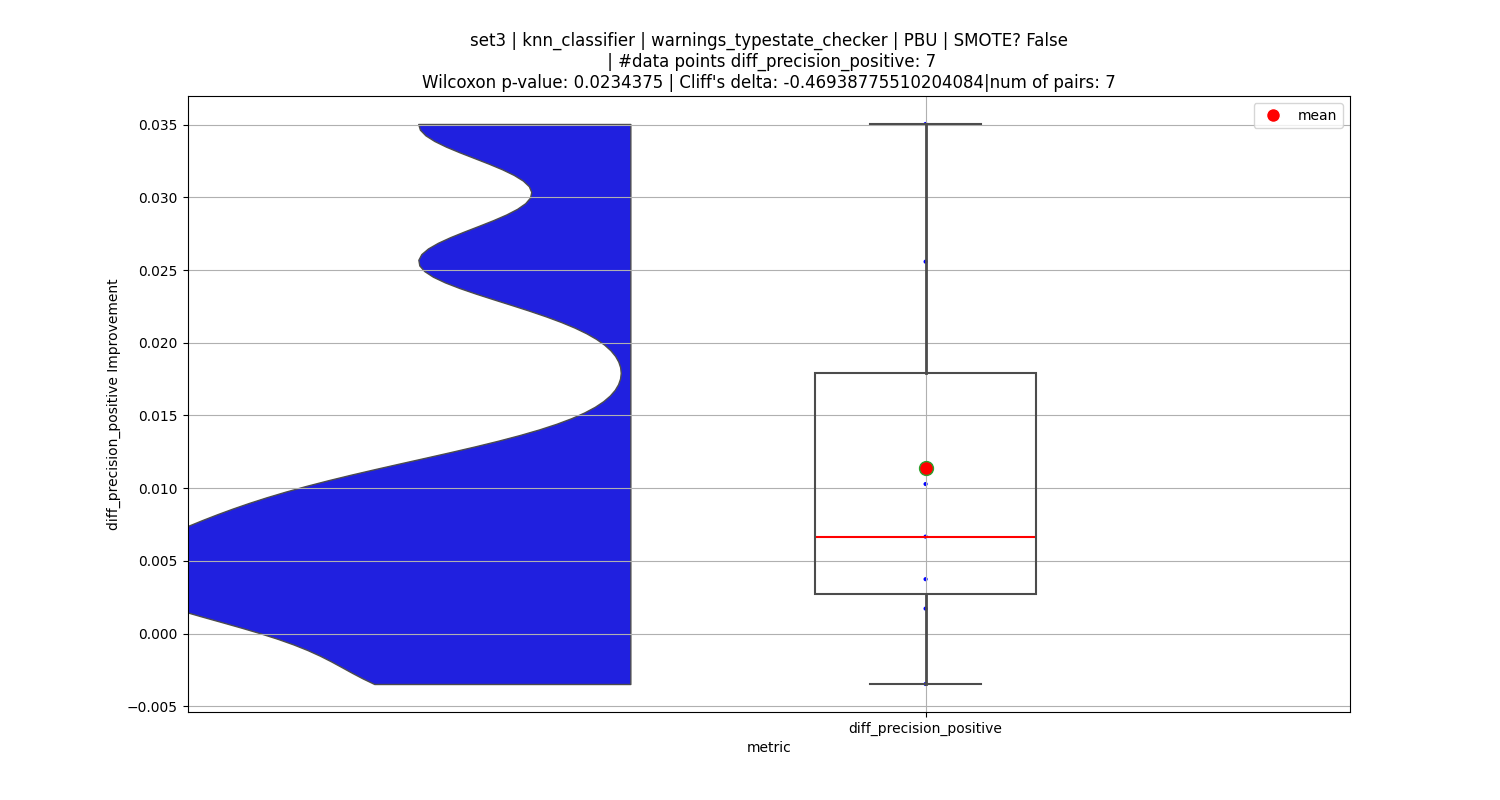 set3 | knn_classifier | warnings_typestate_checker | PBU | SMOTE? False
| #data points diff_precision_positive: 7
Wilcoxon p-value: 0.0234375 | Cliff's delta: -0.46938775510204084|num of pairs: 7
mean
0.035
0.030
0.025
0.020
0.015
0.010
0.005
0.000
−0.005
diff_precision_positive Improvement
diff_precision_positive
metric